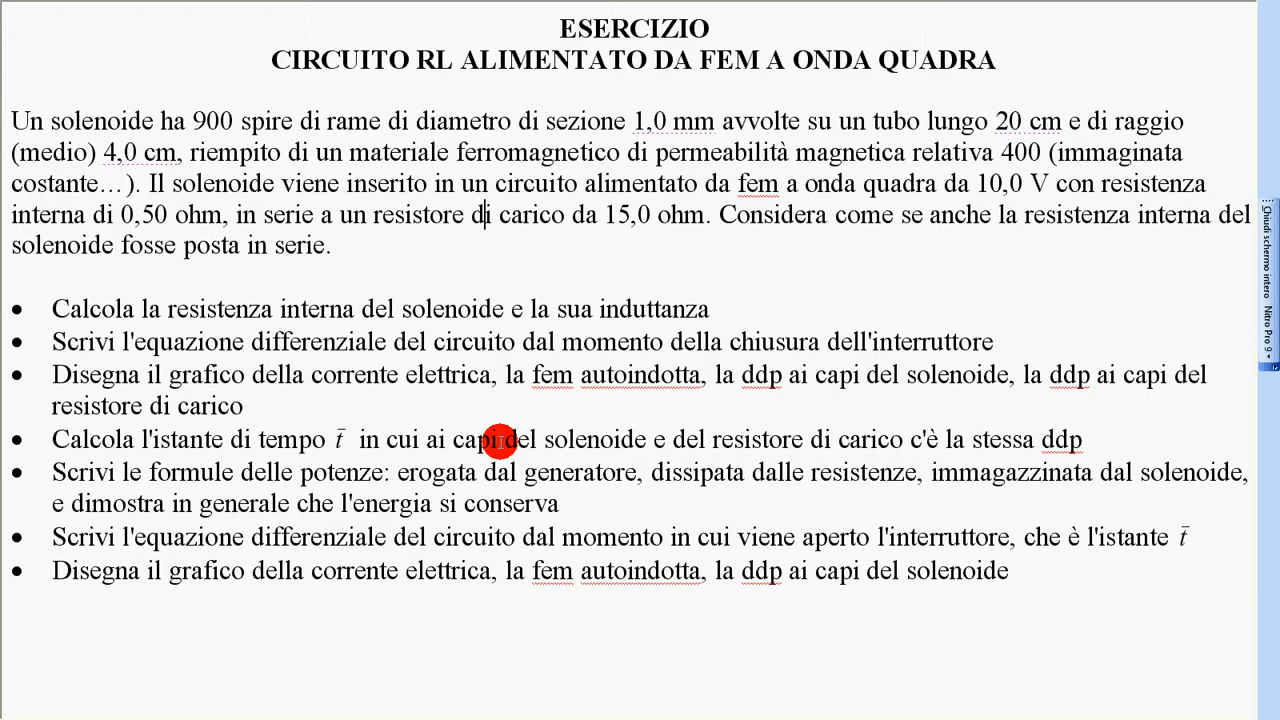 ESERCIZIO
CIRCUITO RL ALIMENTATO DA FEM A ONDA QUADRA
Un solenoide ha 900 spire di rame di diametro di sezione 1,0 mm avvolte su un tubo lungo 20 cm e di raggio
(medio) 4,0 cm, riempito di un materiale ferromagnetico di permeabilità magnetica relativa 400 (immaginata
costante…). Il solenoide viene inserito in un circuito alimentato da fem a onda quadra da 10,0 V con resistenza
interna di 0,50 ohm, in serie a un resistore di carico da 15,0 ohm. Considera come se anche la resistenza interna del
solenoide fosse posta in serie.
• Calcola la resistenza interna del solenoide e la sua induttanza
• Scrivi l'equazione differenziale del circuito dal momento della chiusura dell'interruttore
• Disegna il grafico della corrente elettrica, la fem autoindotta, la ddp ai capi del solenoide, la ddp ai capi del
resistore di carico
• Calcola l'istante di tempo t̄ in cui ai capi del solenoide e del resistore di carico c'è la stessa ddp
• Scrivi le formule delle potenze: erogata dal generatore, dissipata dalle resistenze, immagazzinata dal solenoide,
e dimostra in generale che l'energia si conserva
• Scrivi l'equazione differenziale del circuito dal momento in cui viene aperto l'interruttore, che è l'istante t̄
• Disegna il grafico della corrente elettrica, la fem autoindotta, la ddp ai capi del solenoide
Chiudi schermo intero
Nitro Pro 9